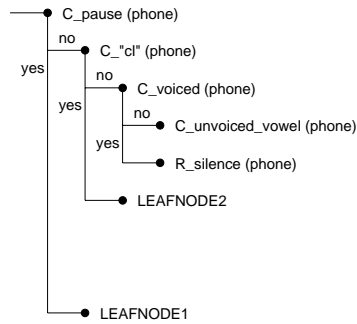 C_pause (phone)
no
C_"cl" (phone)
yes
no
C_voiced (phone)
yes
no
C_unvoiced_vowel (phone)
yes
R_silence (phone)
LEAFNODE2
LEAFNODE1